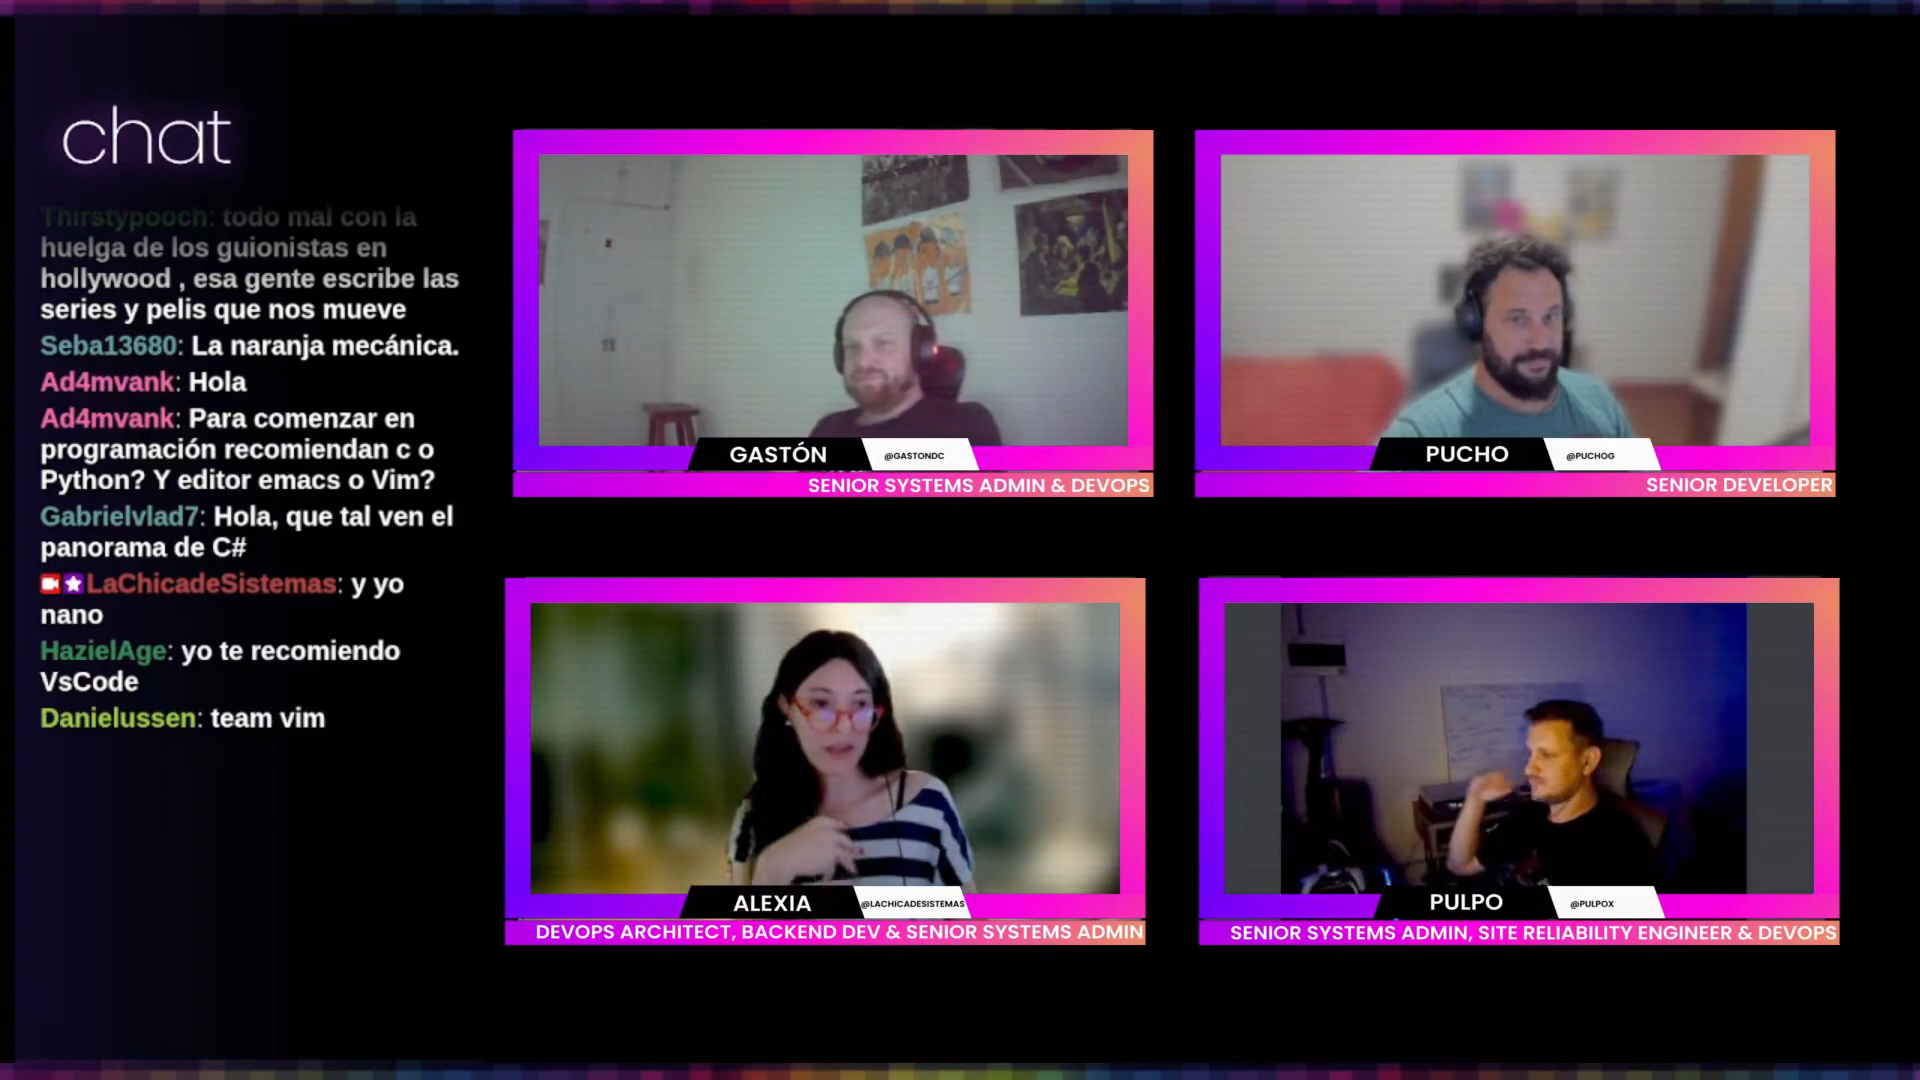 chat
Thirstypooch: todo mal con la
huelga de los guionistas en
hollywood , esa gente escribe las
series y pelis que nos mueve
Seba13680: La naranja mecánica.
Ad4mvank: Hola
Ad4mvank: Para comenzar en
programación recomiendan c o
Python? Y editor emacs o Vim?
Gabrielvlad7: Hola, que tal ven el
panorama de C#
LaChicadeSistemas: y yo
nano
HazielAge: yo te recomiendo
VsCode
Danielussen: team vim
GASTÓN
@GASTONDC
SENIOR SYSTEMS ADMIN & DEVOPS
PUCHO
@PUCHOG
SENIOR DEVELOPER
ALEXIA
@LACHICADESISTEMAS
DEVOPS ARCHITECT, BACKEND DEV & SENIOR SYSTEMS ADMIN
PULPO
@PULPOX
SENIOR SYSTEMS ADMIN, SITE RELIABILITY ENGINEER & DEVOPS